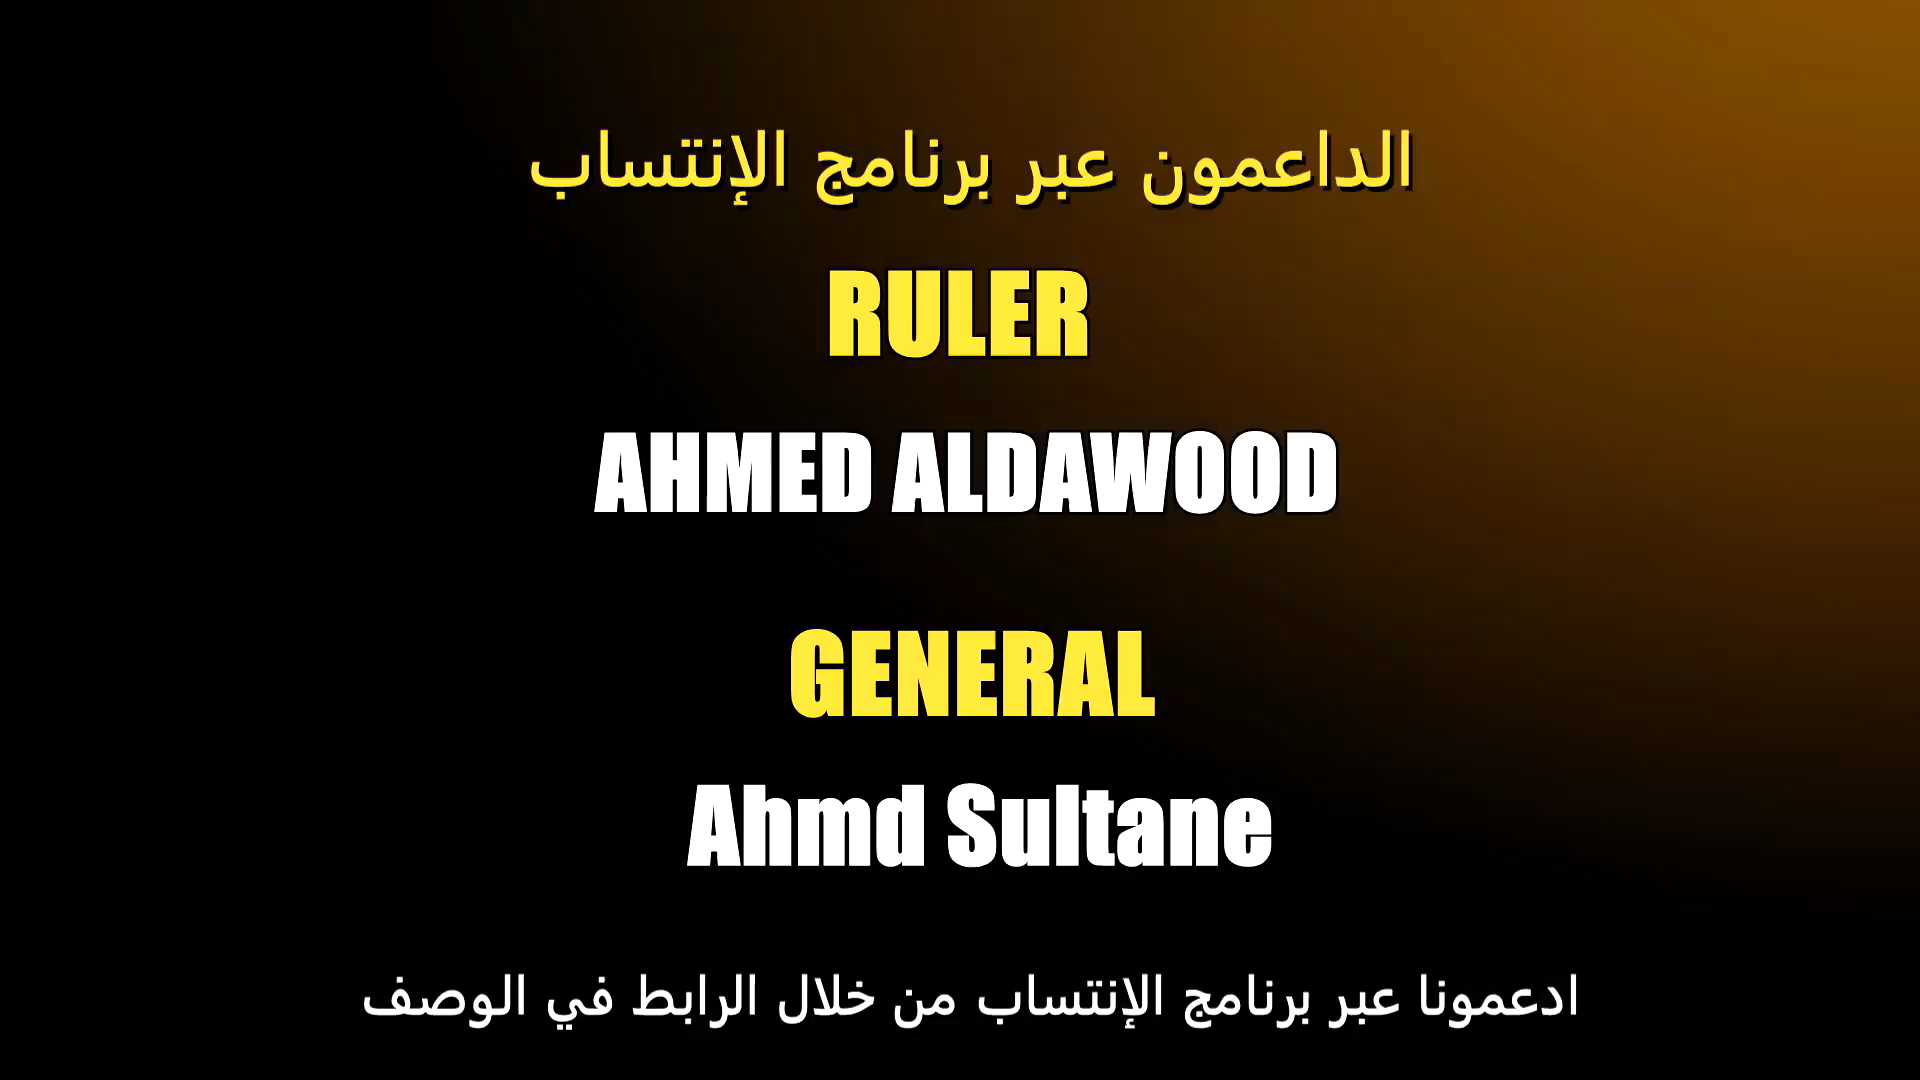 الداعمون عبر برنامج الإنتساب
RULER
AHMED ALDAWOOD
GENERAL
Ahmd Sultane
ادعمونا عبر برنامج الإنتساب من خلال الرابط في الوصف